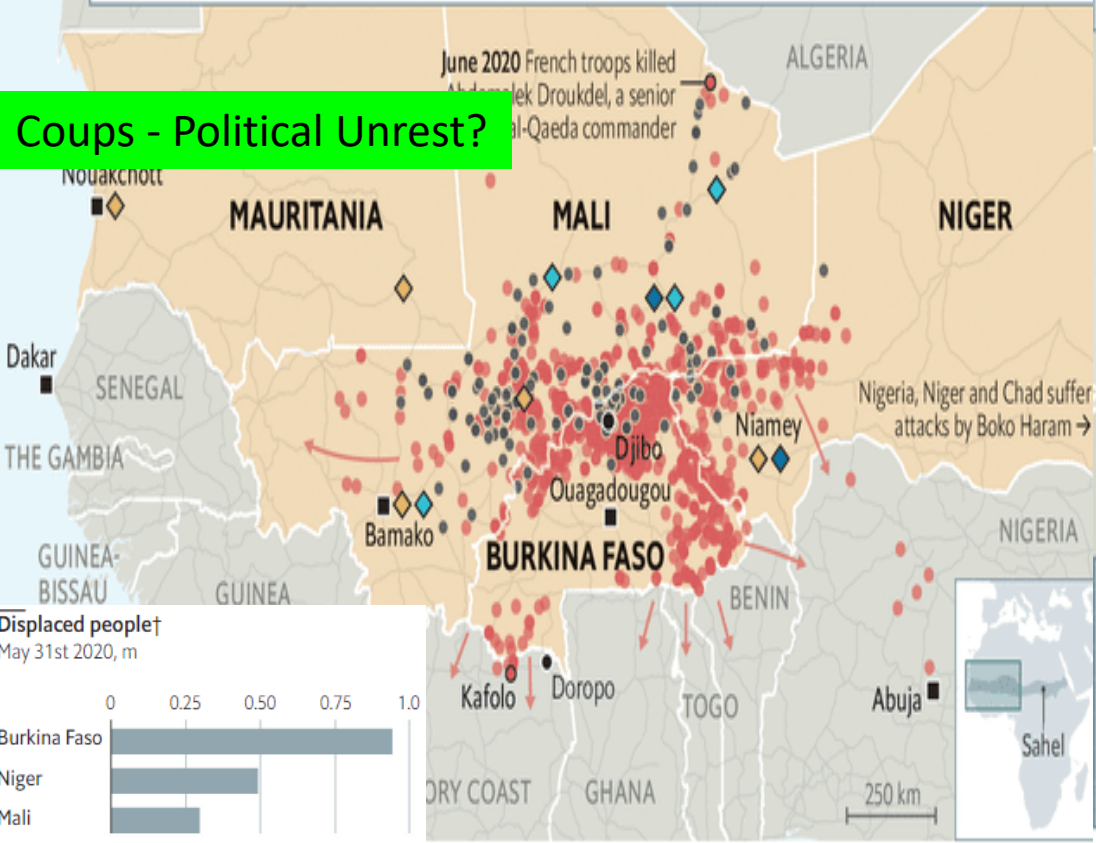 June 2020 French troops killed
lek Droukdel, a senior
al-Qaeda commander
Coups - Political Unrest?
ALGERIA
Nouakchott
MAURITANIA
MALI
NIGER
Dakar
SENEGAL
Nigeria, Niger and Chad suffer
attacks by Boko Haram →
THE GAMBIA
Niamey
Djibo
Ouagadougou
Bamako
BURKINA FASO
NIGERIA
GUINEA-
BISSAU
GUINEA
BENIN
Kafolo
Doropo
TOGO
Abuja
Sahel
ORY COAST
GHANA
250 km
Displaced people†
May 31st 2020, m
0 0.25 0.50 0.75 1.0
Burkina Faso
Niger
Mali